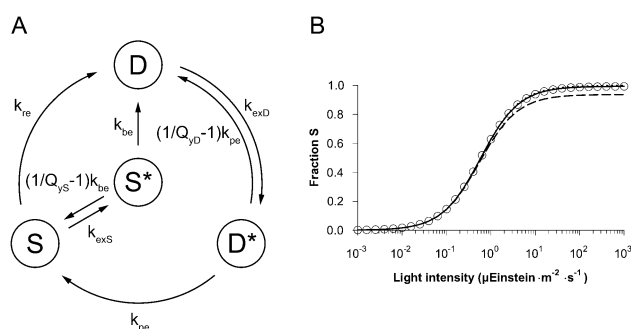 A
D
k_re
k_be
k_exD
(1/Q_yD-1)k_pe
S*
(1/Q_yS-1)k_be
k_exS
S
D*
k_pe
B
Fraction S
1.0
0.8
0.6
0.4
0.2
0.0
10^-3 10^-2 10^-1 10^0 10^1 10^2 10^3
Light intensity (µEinstein·m^-2·s^-1)